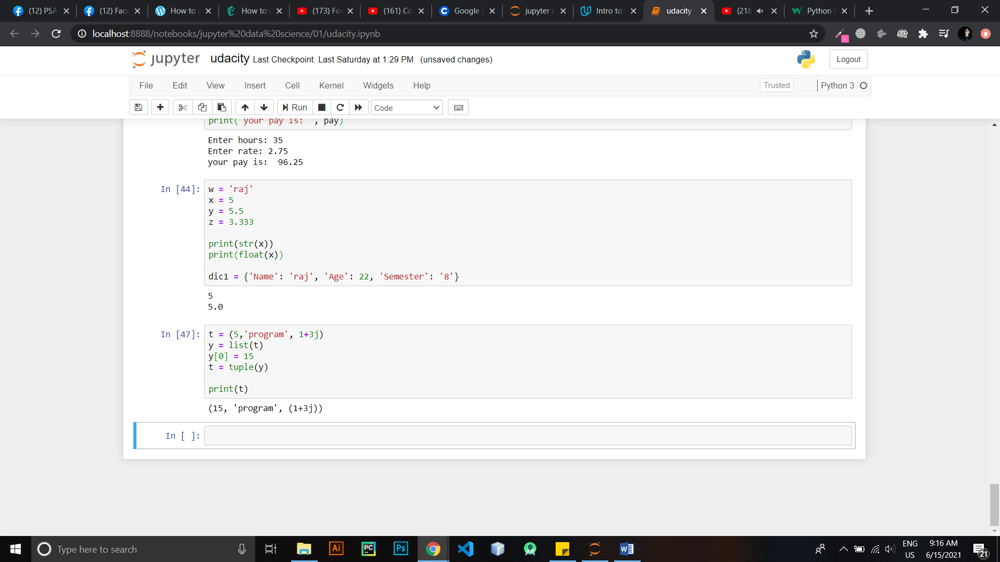 (12) PSA
(12) Face
How to
How to
(173) Fo
(161) Co
Google
jupyter
Intro to
udacity
(218
Python
localhost:8888/notebooks/jupyter%20data%20science/01/udacity.ipynb
jupyter udacity Last Checkpoint: Last Saturday at 1:29 PM (unsaved changes)
Logout
File Edit View Insert Cell Kernel Widgets Help
Trusted
Python 3
Run
Code
print( your pay is: , pay)
Enter hours: 35
Enter rate: 2.75
your pay is:  96.25
In [44]:
w = 'raj'
x = 5
y = 5.5
z = 3.333
print(str(x))
print(float(x))
dic1 = {'Name': 'raj', 'Age': 22, 'Semester': '8'}
5
5.0
In [47]:
t = (5,'program', 1+3j)
y = list(t)
y[0] = 15
t = tuple(y)
print(t)
(15, 'program', (1+3j))
In [ ]:
Type here to search
Ai
PC
Ps
ENG
US
9:16 AM
6/15/2021
21